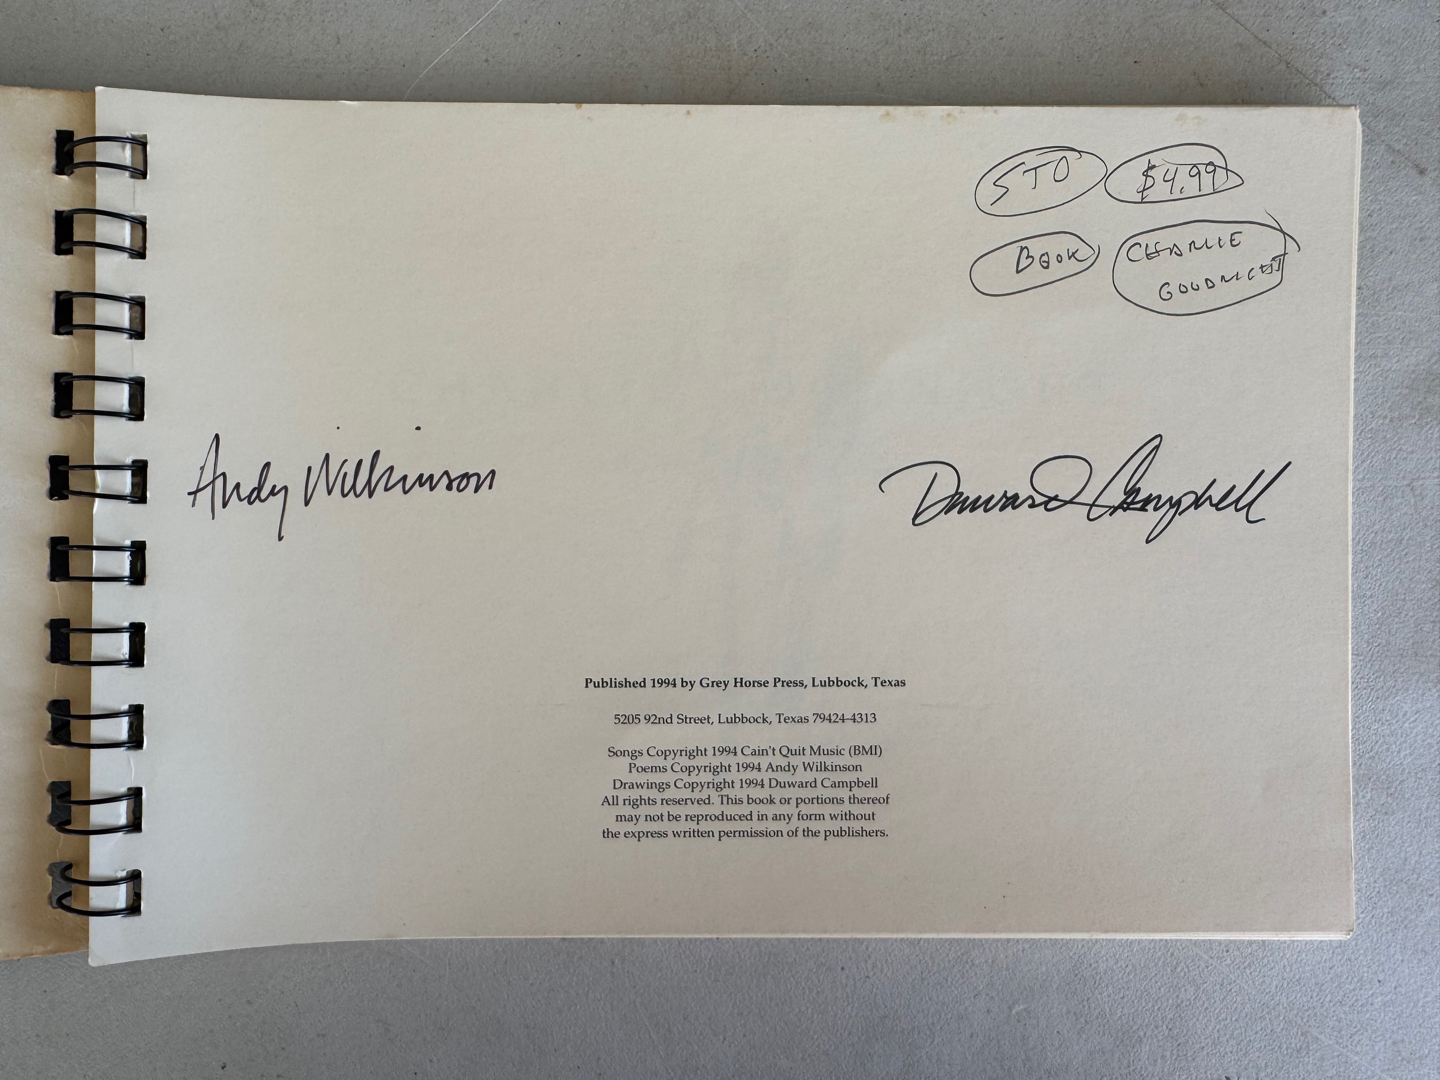 STO $4.99
BOOK CHARLIE
GOODNIGHT
Andy Wilkinson Duward Campbell
Published 1994 by Grey Horse Press, Lubbock, Texas
5205 92nd Street, Lubbock, Texas 79424-4313
Songs Copyright 1994 Cain't Quit Music (BMI)
Poems Copyright 1994 Andy Wilkinson
Drawings Copyright 1994 Duward Campbell
All rights reserved. This book or portions thereof
may not be reproduced in any form without
the express written permission of the publishers.